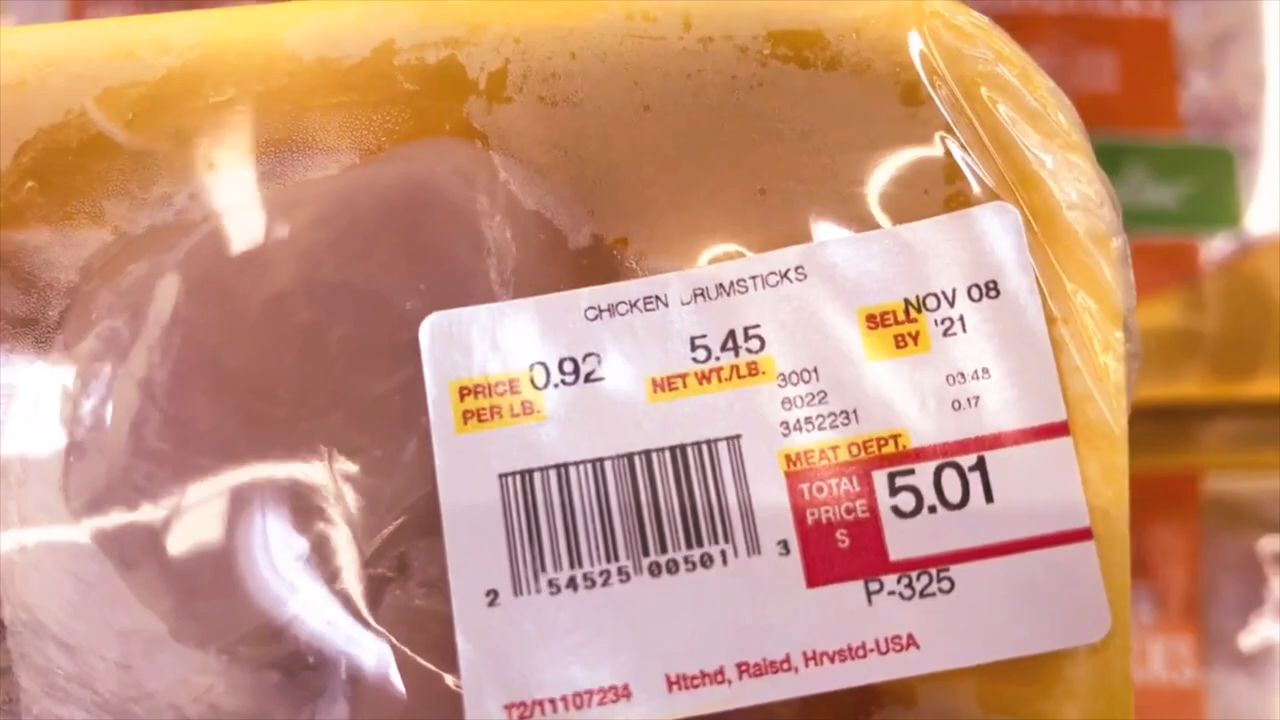 CHICKEN DRUMSTICKS
PRICE PER LB. 0.92
5.45
NET WT./LB.
SELL BY NOV 08 '21
3001
6022
3452231
03:48
0.17
MEAT DEPT.
TOTAL PRICE $ 5.01
2 54525 00501 3
P-325
Htchd, Raisd, Hrvstd-USA
T2/11107234